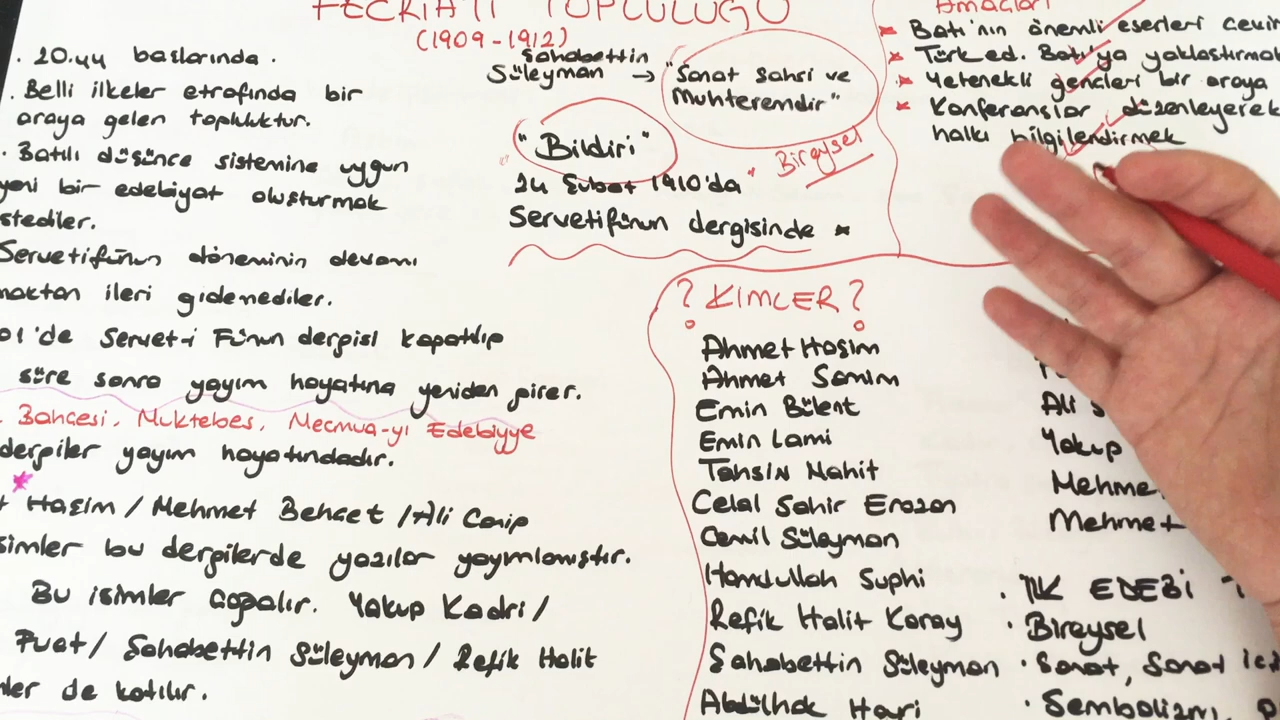 FECRİATİ TOPLULUĞU
(1909-1912)
. 20.yy başlarında .
. Belli ilkeler etrafında bir
araya gelen topluluktur.
. Batılı düşünce sistemine uygun
yeni bir edebiyat oluşturmak
istediler.
Servetifünun döneminin devamı
olmaktan ileri gidemediler.
01'de Servet-i Fünun dergisi kapatılıp
süre sonra yayım hayatına yeniden girer.
Bahçesi, Muktebes, Mecmua-yı Edebiyye
dergiler yayım hayatındadır.
Haşim / Mehmet Behçet / Ali Canip
isimler bu dergilerde yazılar yayımlamıştır.
Bu isimler çoğalır. Yakup Kadri /
Fuat / Şahabettin Süleyman / Refik Halit
de katılır.
Şahabettin
Süleyman → "Sanat Şahsi ve
Muhteremdir"
"Bildiri"
* Bireysel
24 Şubat 1910'da
Servetifünun dergisinde *
Amaçları
* Batı'nın önemli eserleri
* Türk ed. Batı'ya yaklaştırmak
* Yetenekli gençleri bir araya
* Konferanslar düzenleyerek
halkı bilgilendirmek
? KİMLER ?
Ahmet Haşim
Ahmet Samim
Emin Bülent
Emin Lami
Tahsin Nahit
Celal Sahir Erozan
Cemil Süleyman
Hamdullah Suphi
Refik Halit Karay
Şahabettin Süleyman
Abdülhak Hayri
Ali
Yakup
Mehme
Mehmet
. İLK EDEBİ
. Bireysel
. Sanat, Sanat
. Sembolizm,